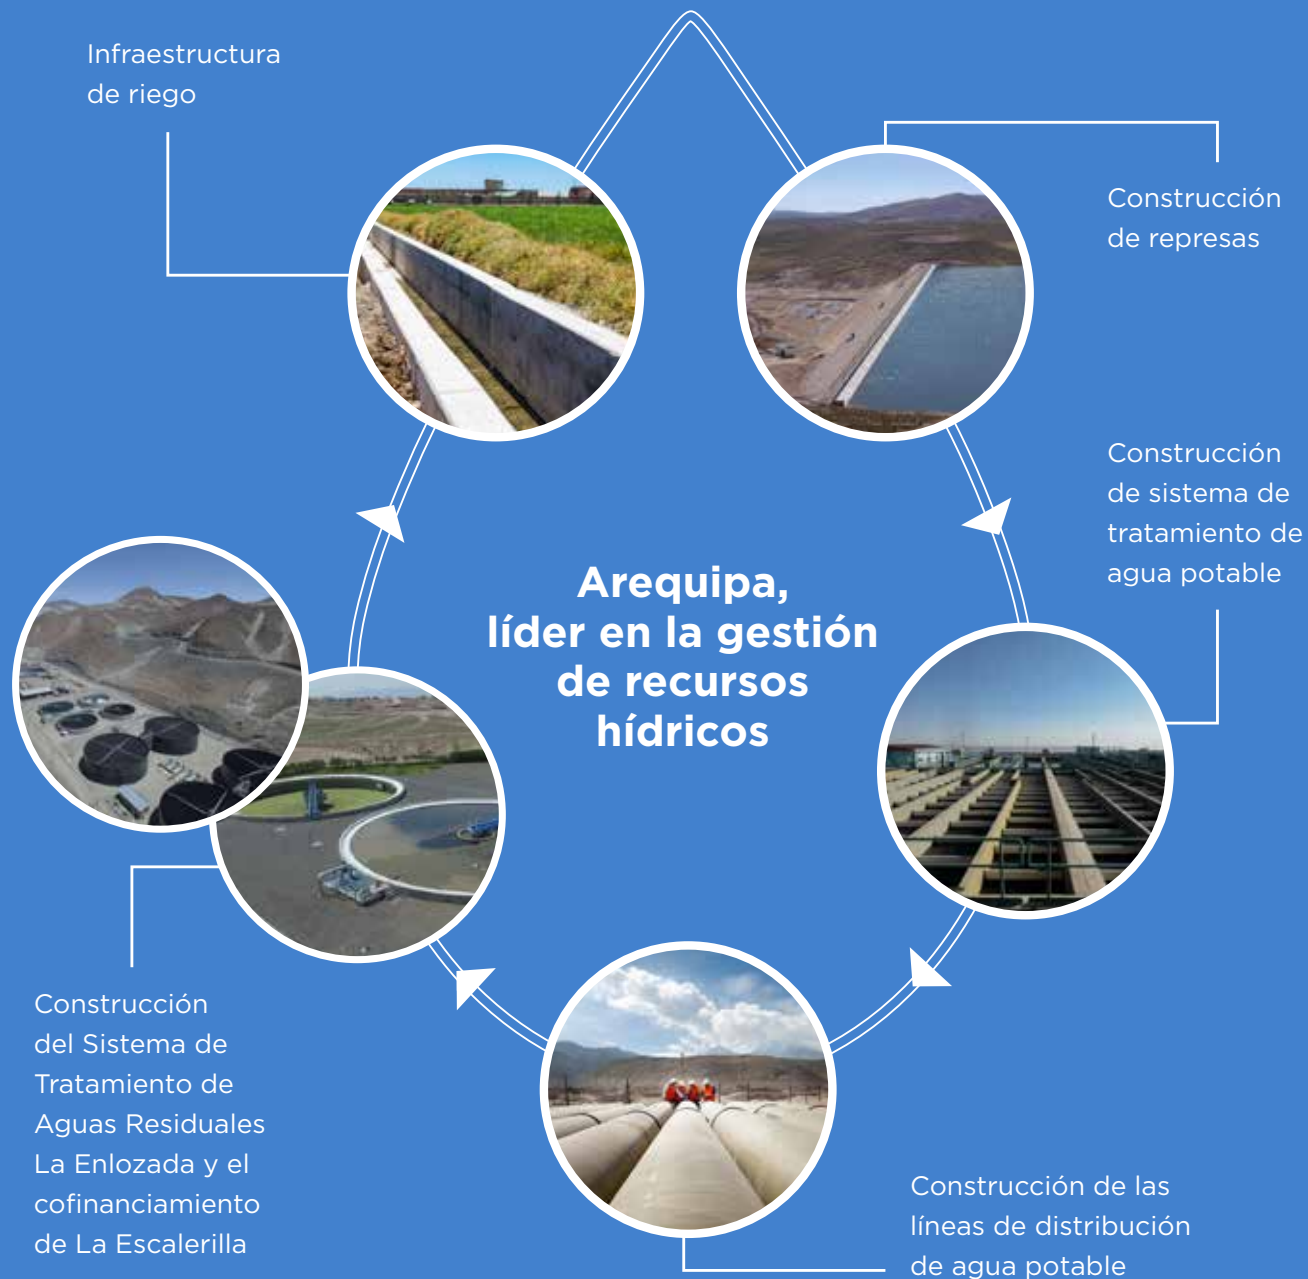 Infraestructura
de riego
Construcción
de represas
Construcción
de sistema de
tratamiento de
agua potable
Arequipa,
líder en la gestión
de recursos
hídricos
Construcción
del Sistema de
Tratamiento de
Aguas Residuales
La Enlozada y el
cofinanciamiento
de La Escalerilla
Construcción de las
líneas de distribución
de agua potable